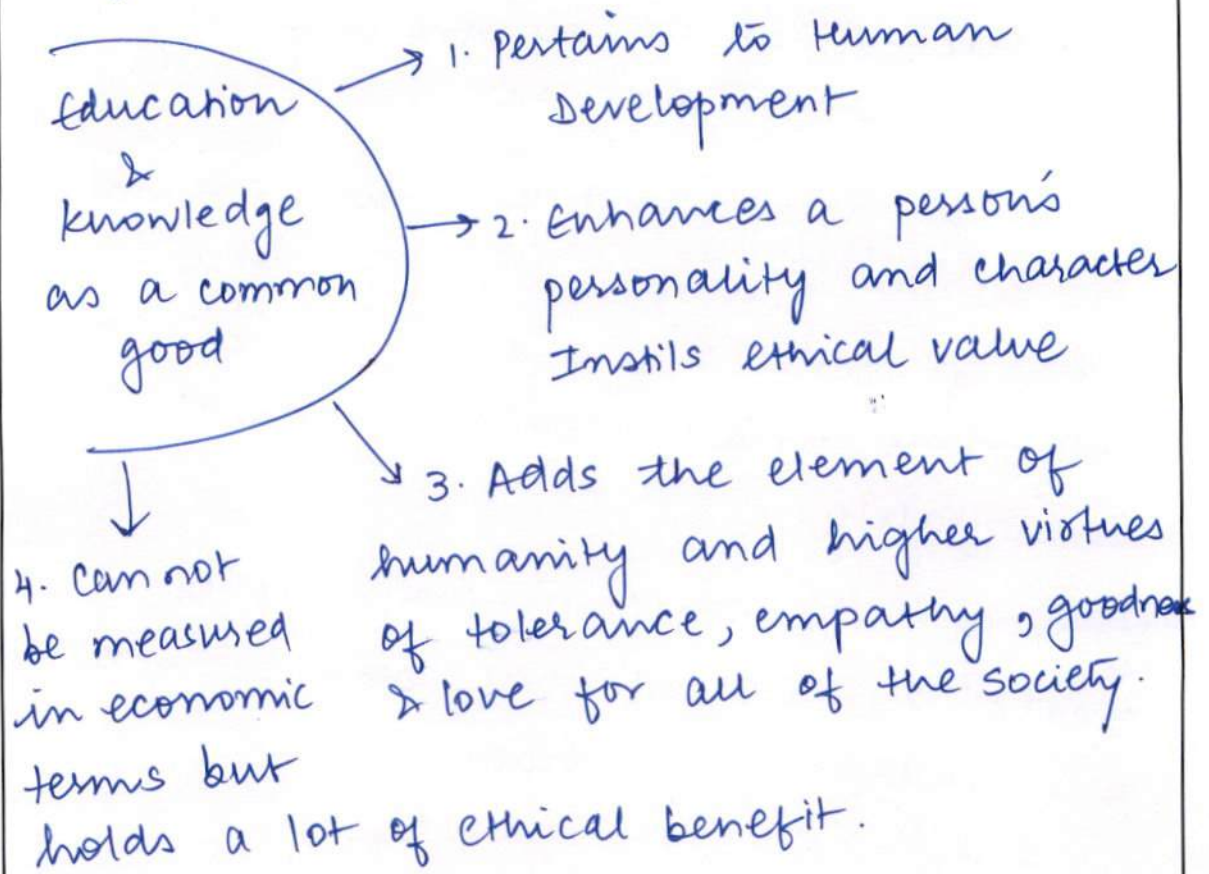 Education
&
knowledge
as a common
good
1. Pertains to Human
Development
2. Enhances a person's
personality and character
Instils ethical value
3. Adds the element of
humanity and higher virtues
of tolerance, empathy, goodness
& love for all of the society.
4. Can not
be measured
in economic
terms but
holds a lot of ethical benefit.